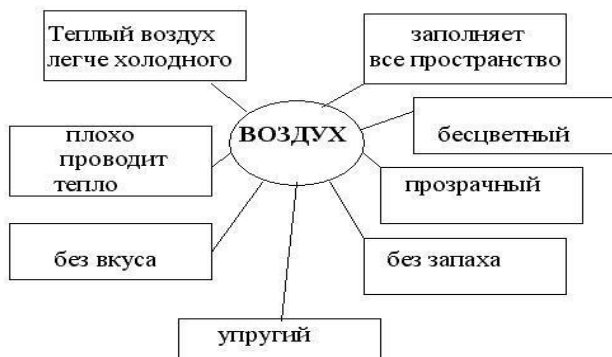 Теплый воздух
легче холодного
заполняет
все пространство
ВОЗДУХ
бесцветный
плохо
проводит
тепло
прозрачный
без вкуса
без запаха
упругий